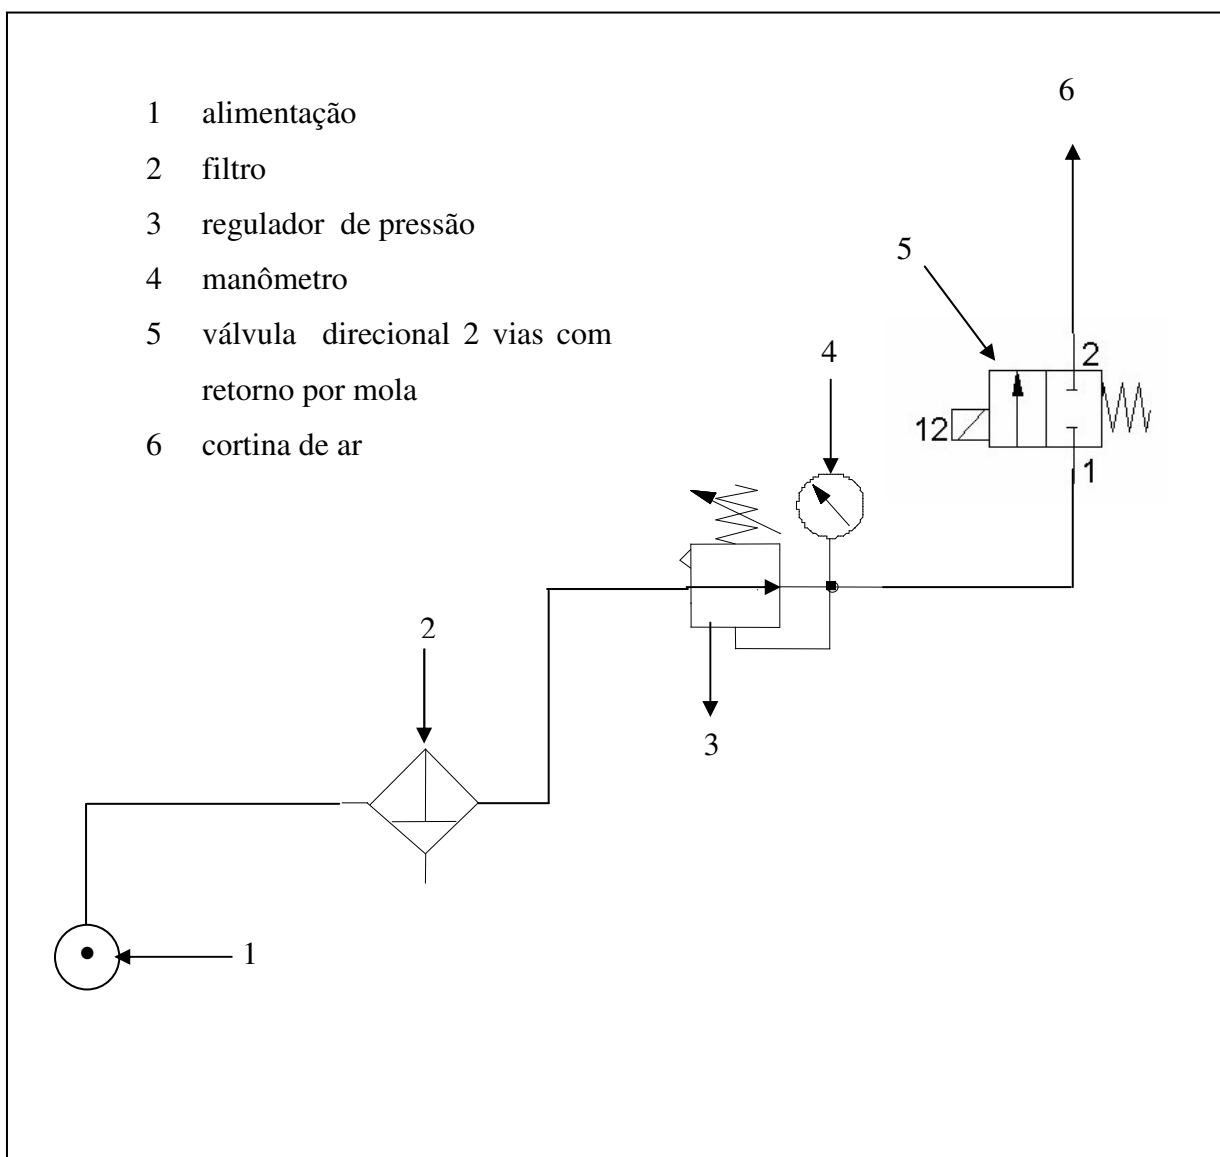 1 alimentação
2 filtro
3 regulador de pressão
4 manômetro
5 válvula direcional 2 vias com
retorno por mola
6 cortina de ar
6
5
4
2
12
1
2
3
1